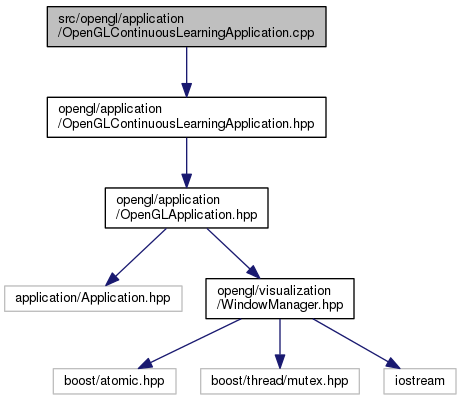 src/opengl/application
/OpenGLContinuousLearningApplication.cpp
opengl/application
/OpenGLContinuousLearningApplication.hpp
opengl/application
/OpenGLApplication.hpp
application/Application.hpp
opengl/visualization
/WindowManager.hpp
boost/atomic.hpp
boost/thread/mutex.hpp
iostream